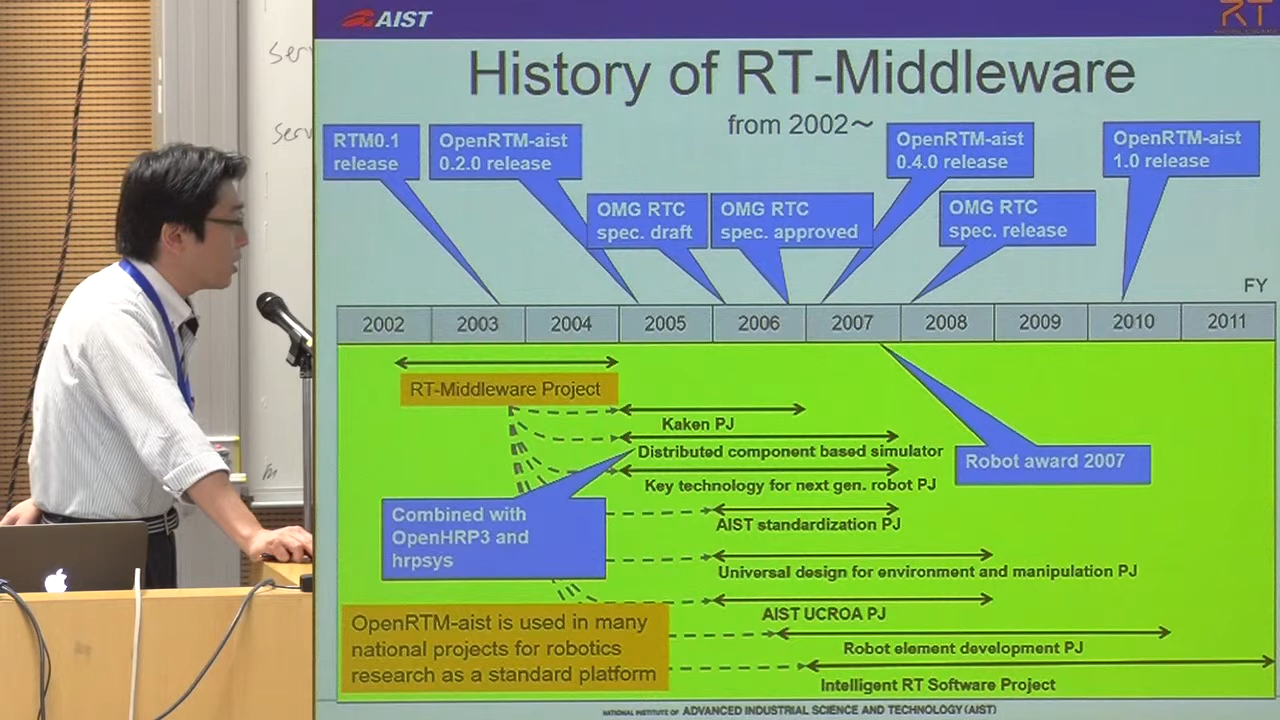 AIST
RT
History of RT-Middleware
from 2002～
RTM0.1
release
OpenRTM-aist
0.2.0 release
OMG RTC
spec. draft
OMG RTC
spec. approved
OpenRTM-aist
0.4.0 release
OMG RTC
spec. release
OpenRTM-aist
1.0 release
FY
2002 2003 2004 2005 2006 2007 2008 2009 2010 2011
RT-Middleware Project
Kaken PJ
Distributed component based simulator
Robot award 2007
Key technology for next gen. robot PJ
Combined with
OpenHRP3 and
hrpsys
AIST standardization PJ
Universal design for environment and manipulation PJ
AIST UCROA PJ
OpenRTM-aist is used in many
national projects for robotics
research as a standard platform
Robot element development PJ
Intelligent RT Software Project
NATIONAL INSTITUTE OF ADVANCED INDUSTRIAL SCIENCE AND TECHNOLOGY (AIST)